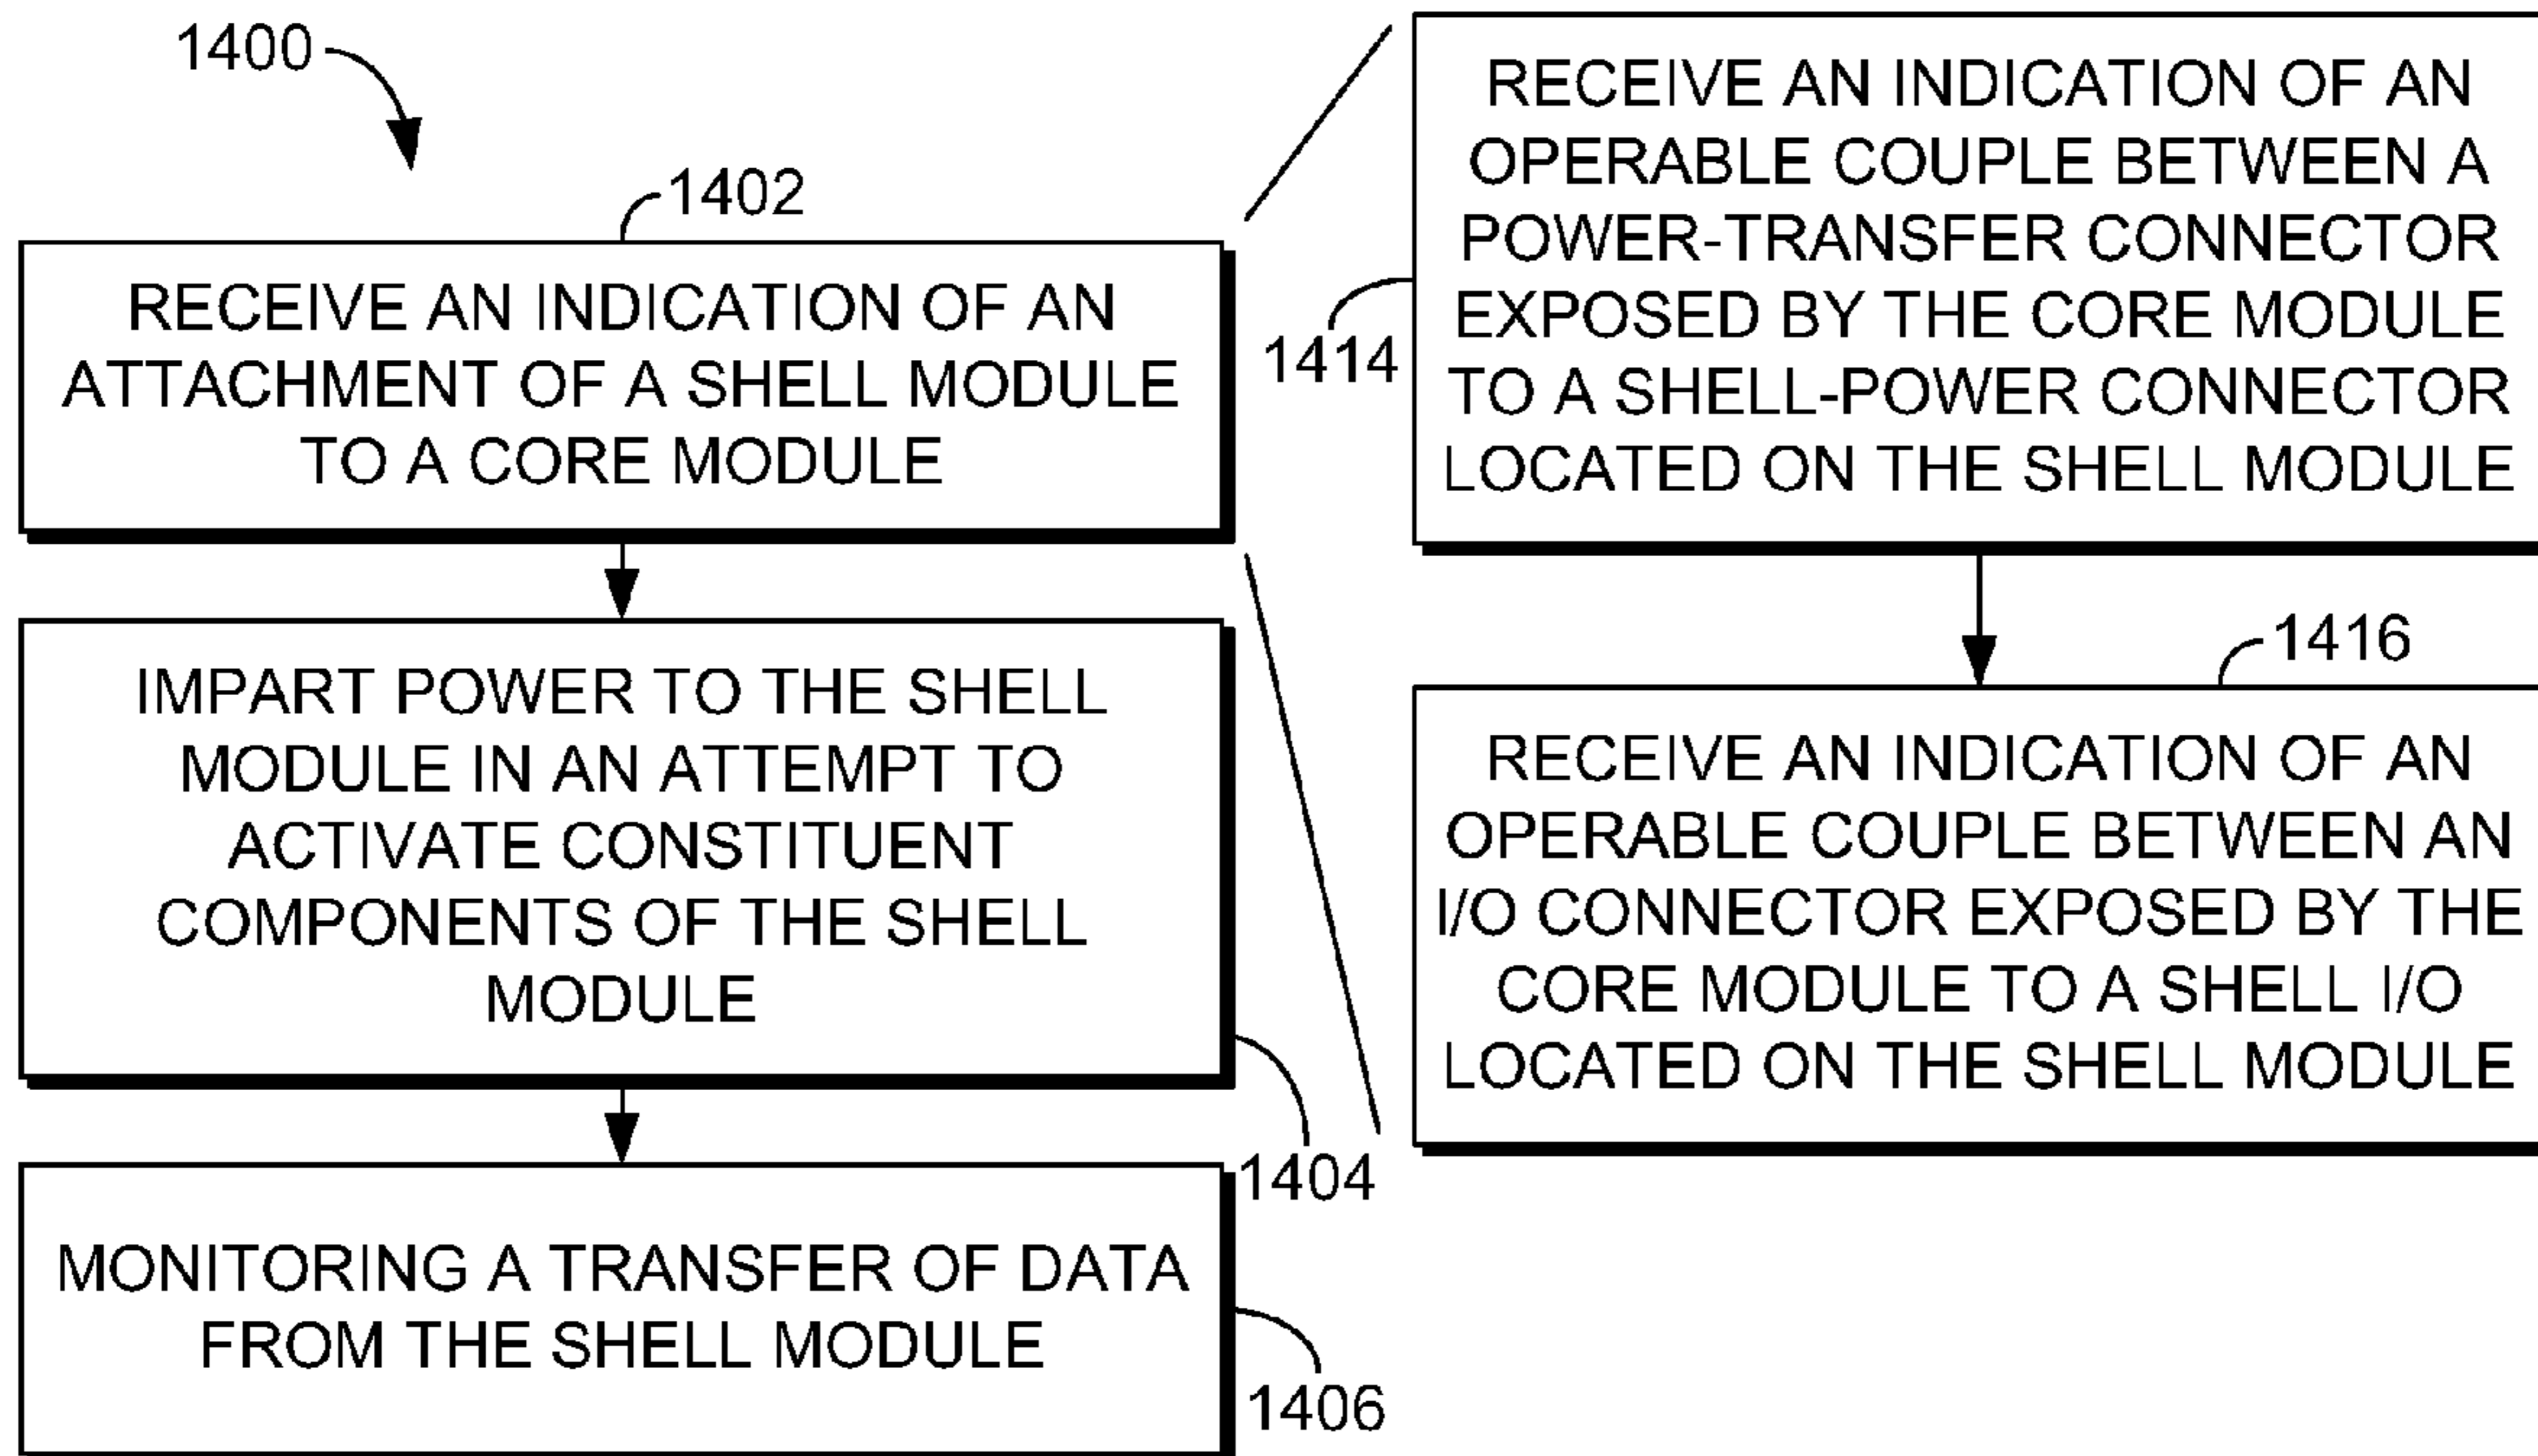 1400
1402
RECEIVE AN INDICATION OF AN
ATTACHMENT OF A SHELL MODULE
TO A CORE MODULE
IMPART POWER TO THE SHELL
MODULE IN AN ATTEMPT TO
ACTIVATE CONSTITUENT
COMPONENTS OF THE SHELL
MODULE
1404
MONITORING A TRANSFER OF DATA
FROM THE SHELL MODULE
1406
RECEIVE AN INDICATION OF AN
OPERABLE COUPLE BETWEEN A
POWER-TRANSFER CONNECTOR
EXPOSED BY THE CORE MODULE
TO A SHELL-POWER CONNECTOR
LOCATED ON THE SHELL MODULE
1414
1416
RECEIVE AN INDICATION OF AN
OPERABLE COUPLE BETWEEN AN
I/O CONNECTOR EXPOSED BY THE
CORE MODULE TO A SHELL I/O
LOCATED ON THE SHELL MODULE